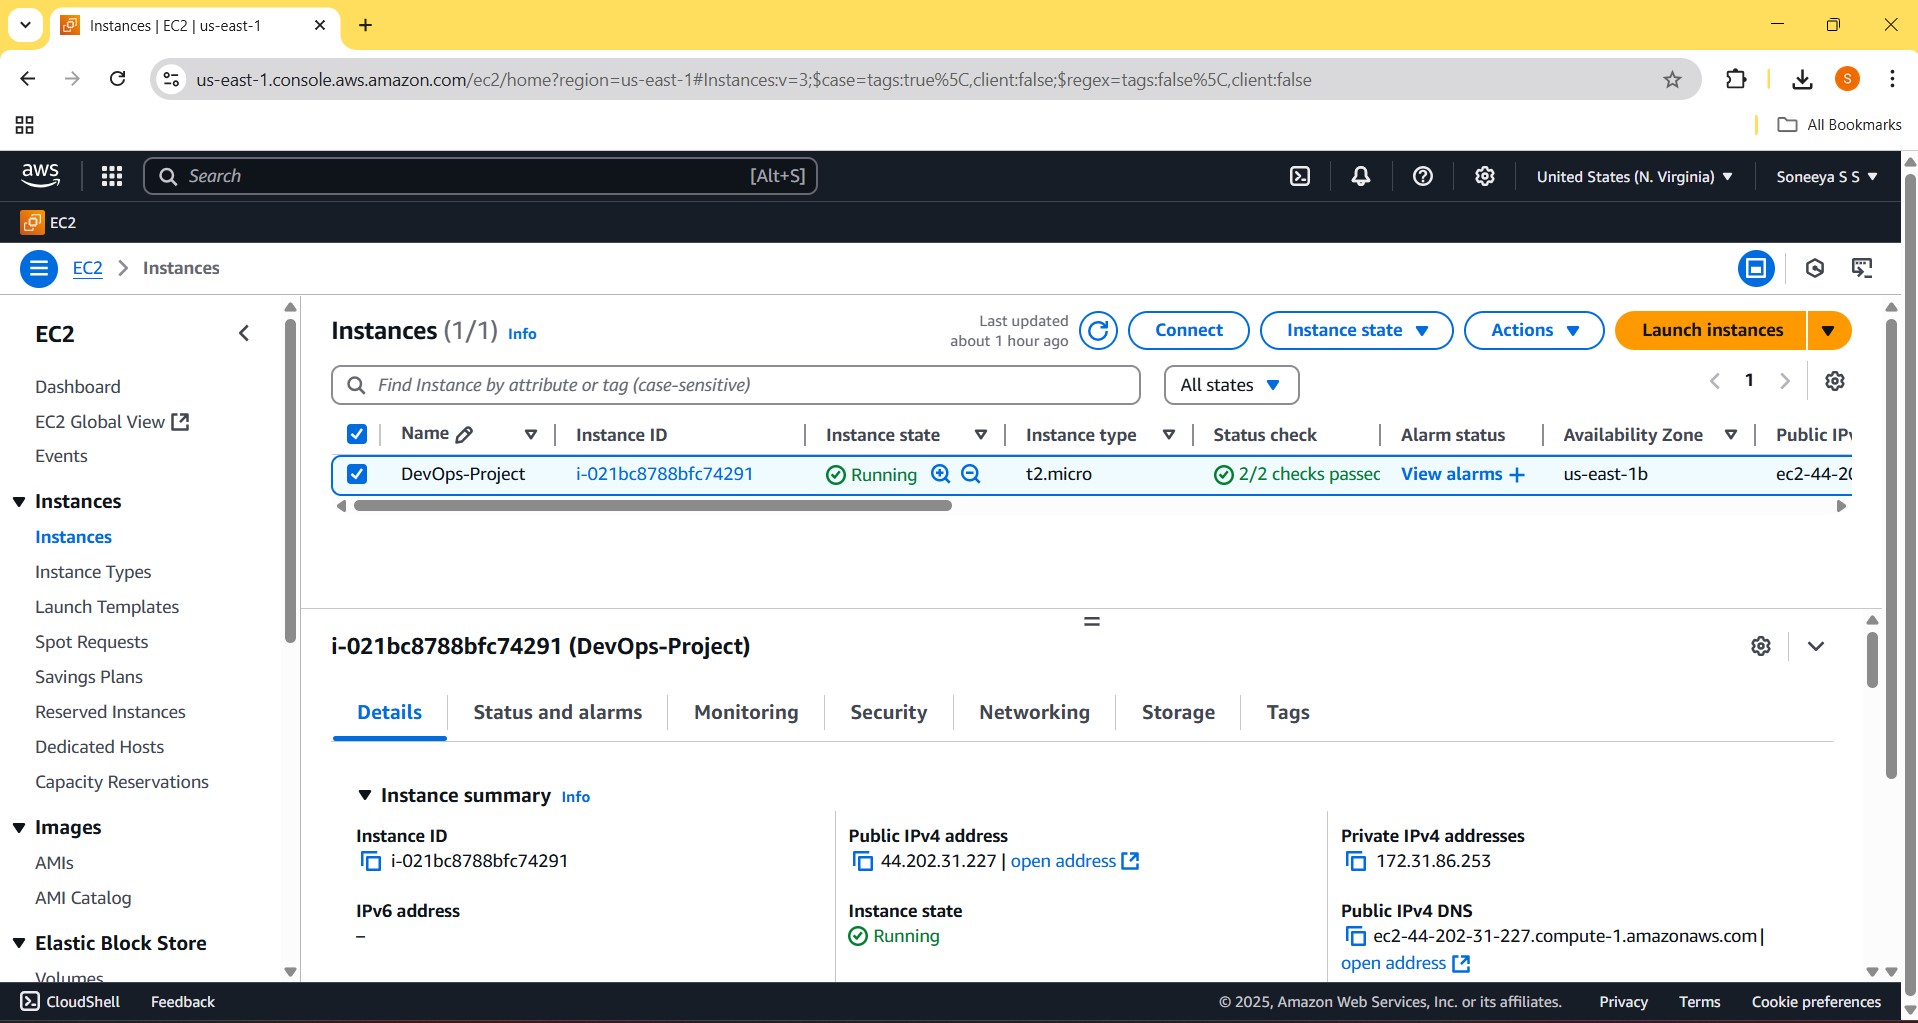 Instances | EC2 | us-east-1
us-east-1.console.aws.amazon.com/ec2/home?region=us-east-1#Instances:v=3;$case=tags:true%5C,client:false;$regex=tags:false%5C,client:false
S
All Bookmarks
aws
Search
[Alt+S]
United States (N. Virginia)
Soneeya S S
EC2
EC2 > Instances
EC2
Dashboard
EC2 Global View
Events
Instances
Instances
Instance Types
Launch Templates
Spot Requests
Savings Plans
Reserved Instances
Dedicated Hosts
Capacity Reservations
Images
AMIs
AMI Catalog
Elastic Block Store
Volumes
Instances (1/1) Info
Last updated
about 1 hour ago
Connect
Instance state
Actions
Launch instances
Find Instance by attribute or tag (case-sensitive)
All states
1
Name
Instance ID
Instance state
Instance type
Status check
Alarm status
Availability Zone
Public IPv
DevOps-Project
i-021bc8788bfc74291
Running
t2.micro
2/2 checks passec
View alarms +
us-east-1b
ec2-44-20
i-021bc8788bfc74291 (DevOps-Project)
Details
Status and alarms
Monitoring
Security
Networking
Storage
Tags
Instance summary Info
Instance ID
i-021bc8788bfc74291
Public IPv4 address
44.202.31.227 | open address
Private IPv4 addresses
172.31.86.253
IPv6 address
–
Instance state
Running
Public IPv4 DNS
ec2-44-202-31-227.compute-1.amazonaws.com |
open address
CloudShell
Feedback
© 2025, Amazon Web Services, Inc. or its affiliates.
Privacy
Terms
Cookie preferences